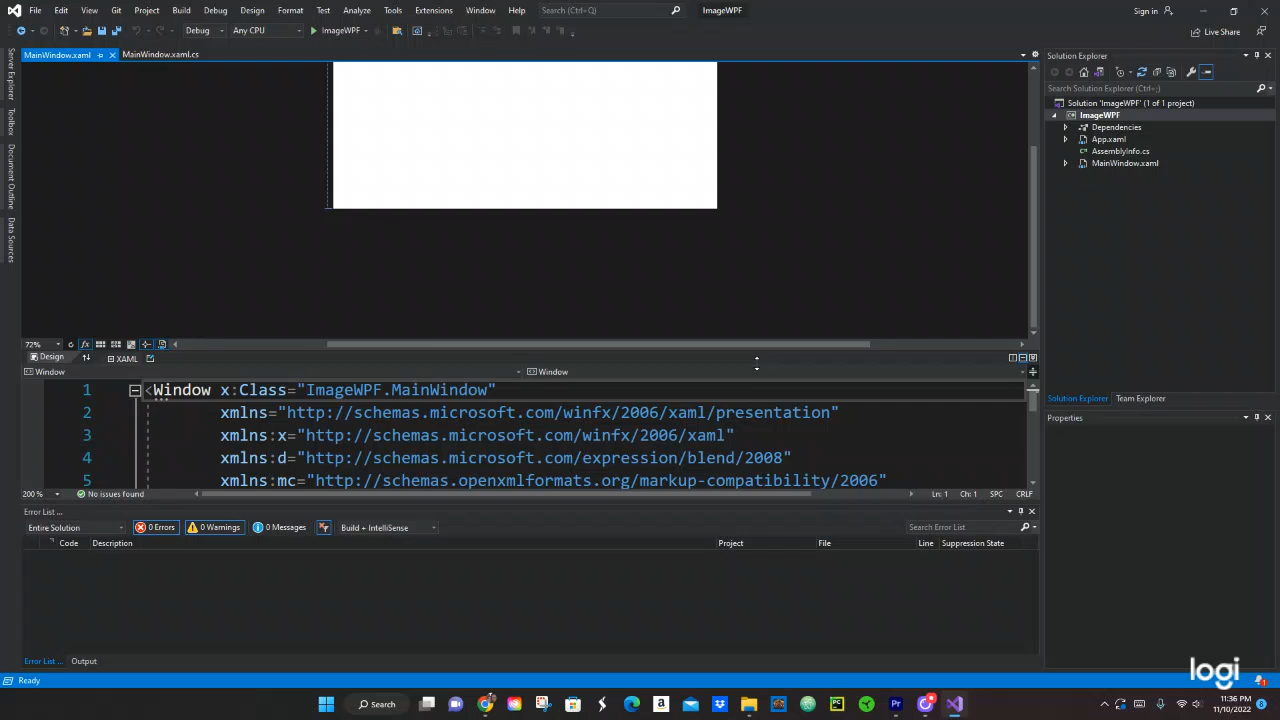 File Edit View Git Project Build Debug Design Format Test Analyze Tools Extensions Window Help Search (Ctrl+Q) ImageWPF Sign in
Debug Any CPU ImageWPF Live Share
MainWindow.xaml MainWindow.xaml.cs
Server Explorer
Toolbox
Document Outline
Data Sources
Solution Explorer
Search Solution Explorer (Ctrl+;)
Solution 'ImageWPF' (1 of 1 project)
ImageWPF
Dependencies
App.xaml
AssemblyInfo.cs
MainWindow.xaml
72%
Design XAML
Window Window
1 <Window x:Class="ImageWPF.MainWindow"
2 xmlns="http://schemas.microsoft.com/winfx/2006/xaml/presentation"
3 xmlns:x="http://schemas.microsoft.com/winfx/2006/xaml"
4 xmlns:d="http://schemas.microsoft.com/expression/blend/2008"
5 xmlns:mc="http://schemas.openxmlformats.org/markup-compatibility/2006"
200 % No issues found Ln: 1 Ch: 1 SPC CRLF
Solution Explorer Team Explorer
Properties
Error List ...
Entire Solution 0 Errors 0 Warnings 0 Messages Build + IntelliSense Search Error List
Code Description Project File Line Suppression State
Error List ... Output
Ready
logi
Search
11:36 PM
11/10/2022